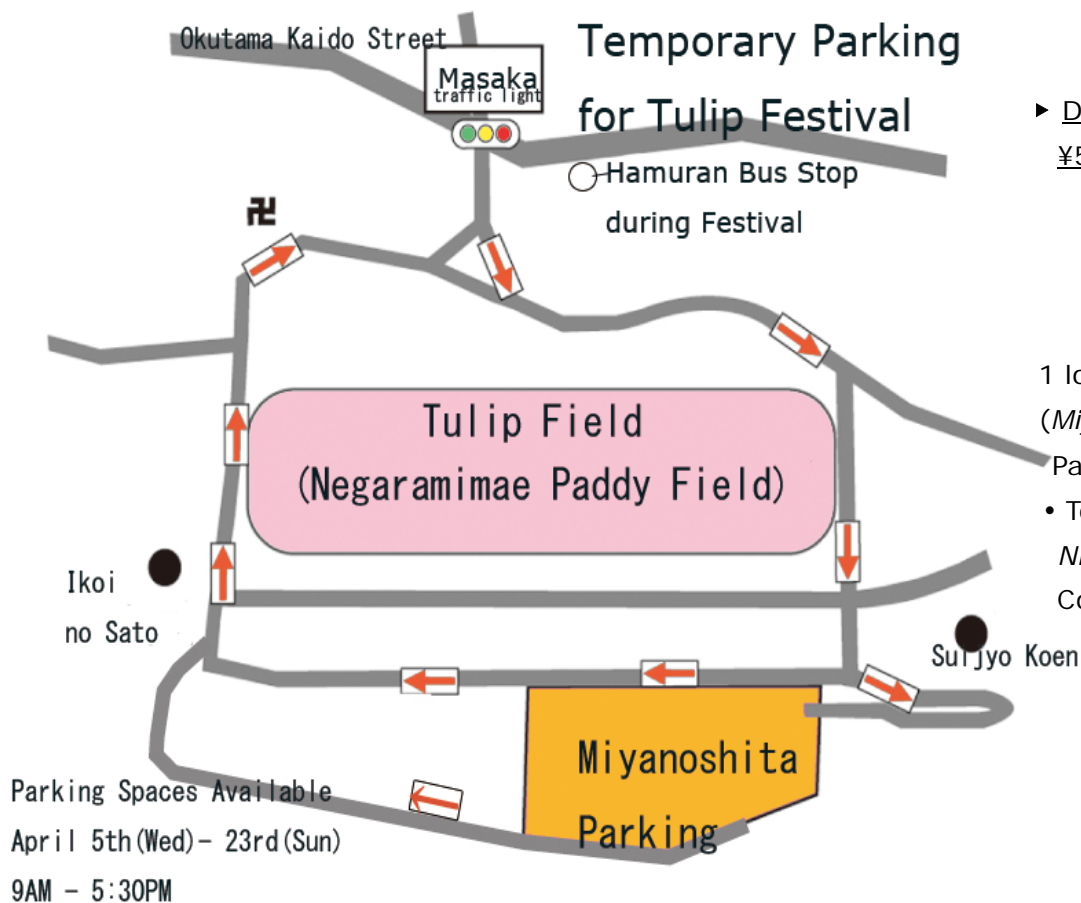 Okutama Kaido Street
Masaka
traffic light
Temporary Parking
for Tulip Festival
Hamuran Bus Stop
during Festival
卍
Tulip Field
(Negaramimae Paddy Field)
Ikoi
no Sato
Suijyo Koen
Miyanoshita
Parking
Parking Spaces Available
April 5th(Wed)- 23rd(Sun)
9AM - 5:30PM
▶
¥5
1
•